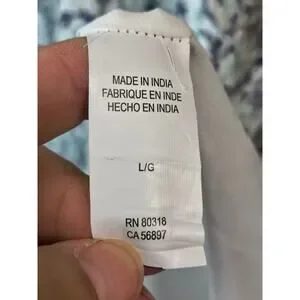 MADE IN INDIA
FABRIQUE EN INDE
HECHO EN INDIA
L/G
RN 80318
CA 56897